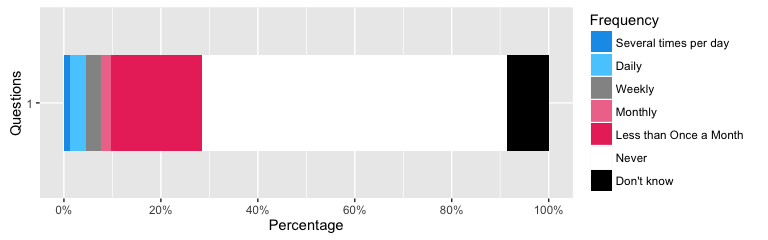 Questions
1
0%
20%
40%
60%
80%
100%
Percentage
Frequency
Several times per day
Daily
Weekly
Monthly
Less than Once a Month
Never
Don't know